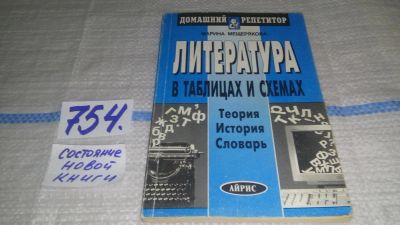 754.
СОСТОЯНИЕ
НОВОЙ
КНИГИ
ДОМАШНИЙ РЕПЕТИТОР
МАРИНА МЕЩЕРЯКОВА
ЛИТЕРАТУРА
В ТАБЛИЦАХ И СХЕМАХ
Теория
История
Словарь
АЙРИС